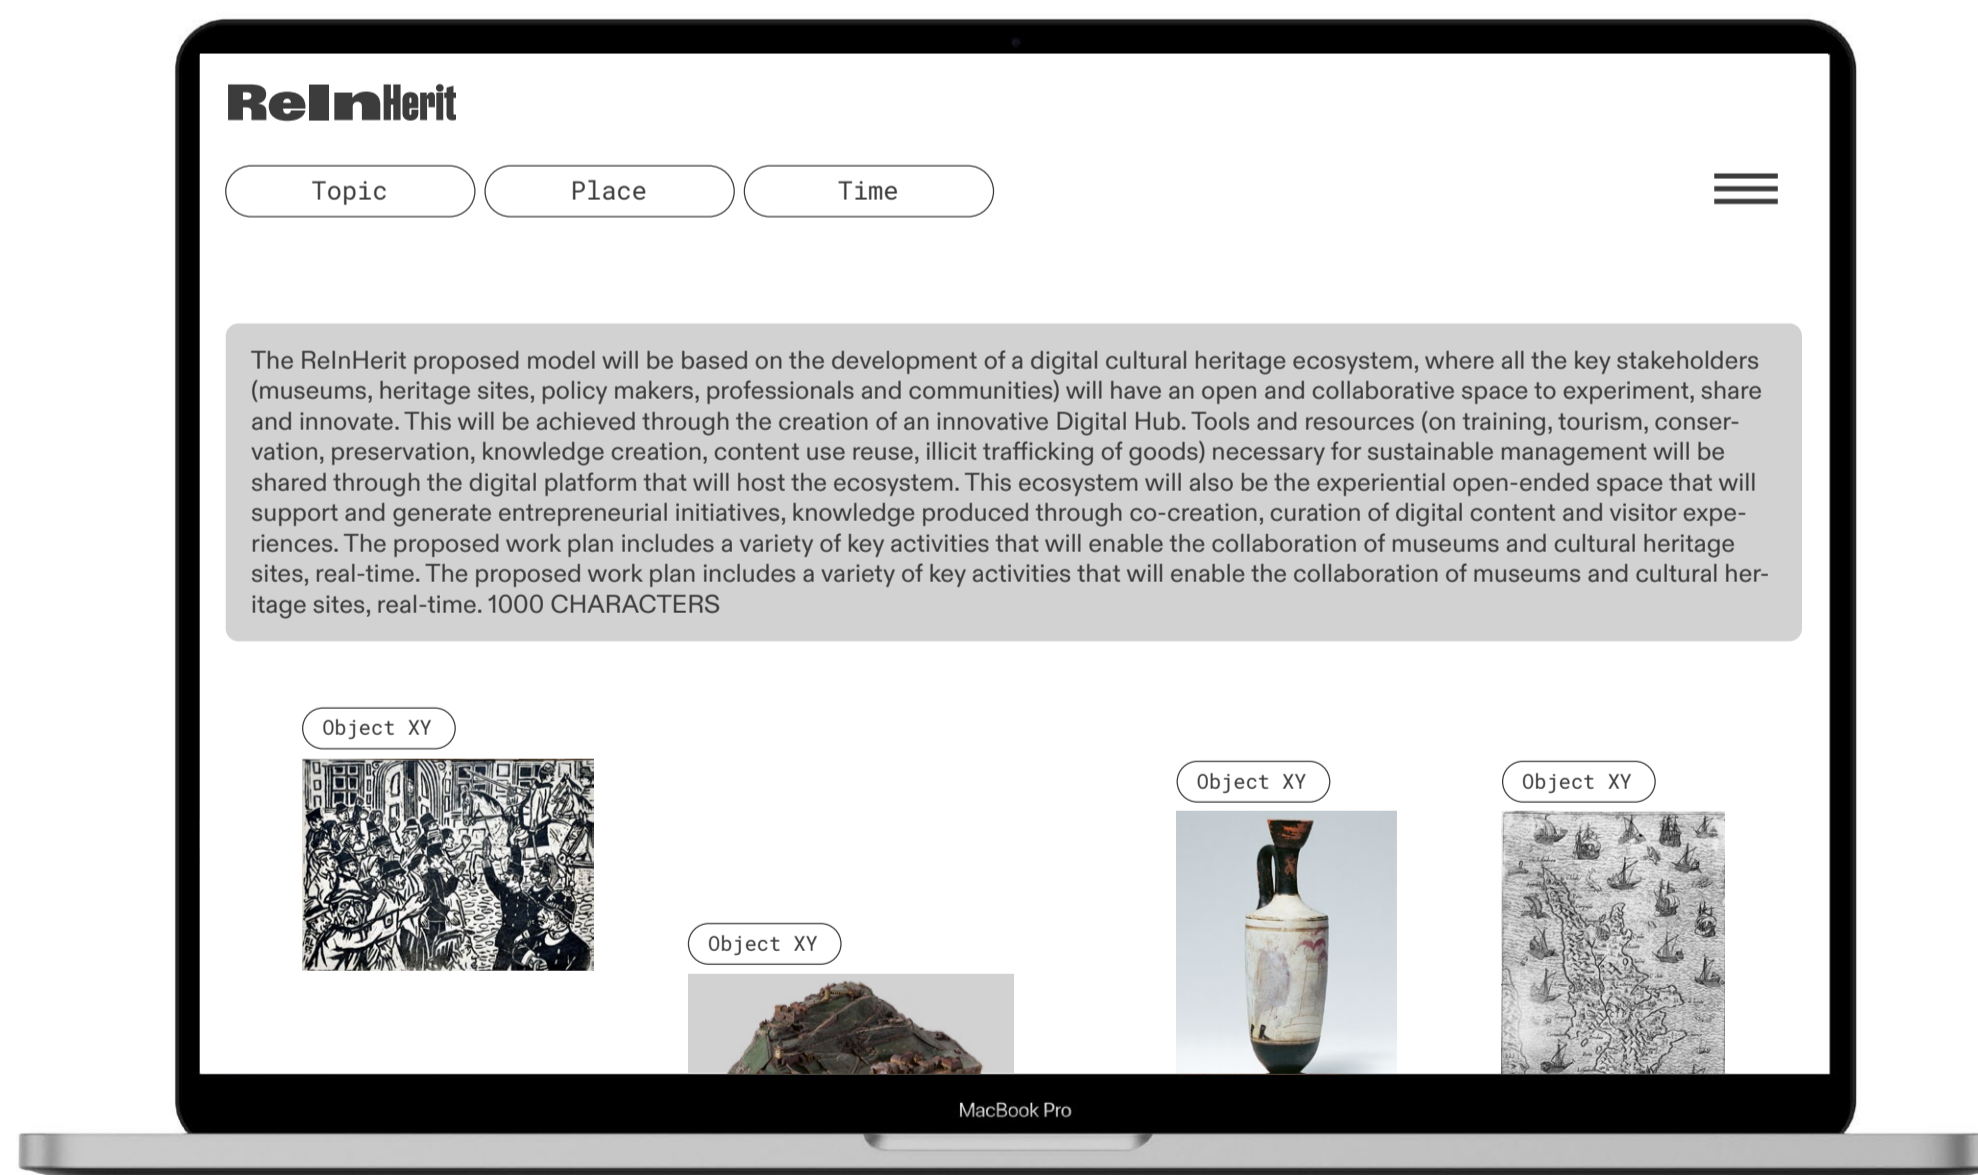 ReInHerit
Topic
Place
Time
The ReInHerit proposed model will be based on the development of a digital cultural heritage ecosystem, where all the key stakeholders
(museums, heritage sites, policy makers, professionals and communities) will have an open and collaborative space to experiment, share
and innovate. This will be achieved through the creation of an innovative Digital Hub. Tools and resources (on training, tourism, conser-
vation, preservation, knowledge creation, content use reuse, illicit trafficking of goods) necessary for sustainable management will be
shared through the digital platform that will host the ecosystem. This ecosystem will also be the experiential open-ended space that will
support and generate entrepreneurial initiatives, knowledge produced through co-creation, curation of digital content and visitor expe-
riences. The proposed work plan includes a variety of key activities that will enable the collaboration of museums and cultural heritage
sites, real-time. The proposed work plan includes a variety of key activities that will enable the collaboration of museums and cultural her-
itage sites, real-time. 1000 CHARACTERS
Object XY
Object XY
Object XY
Object XY
MacBook Pro